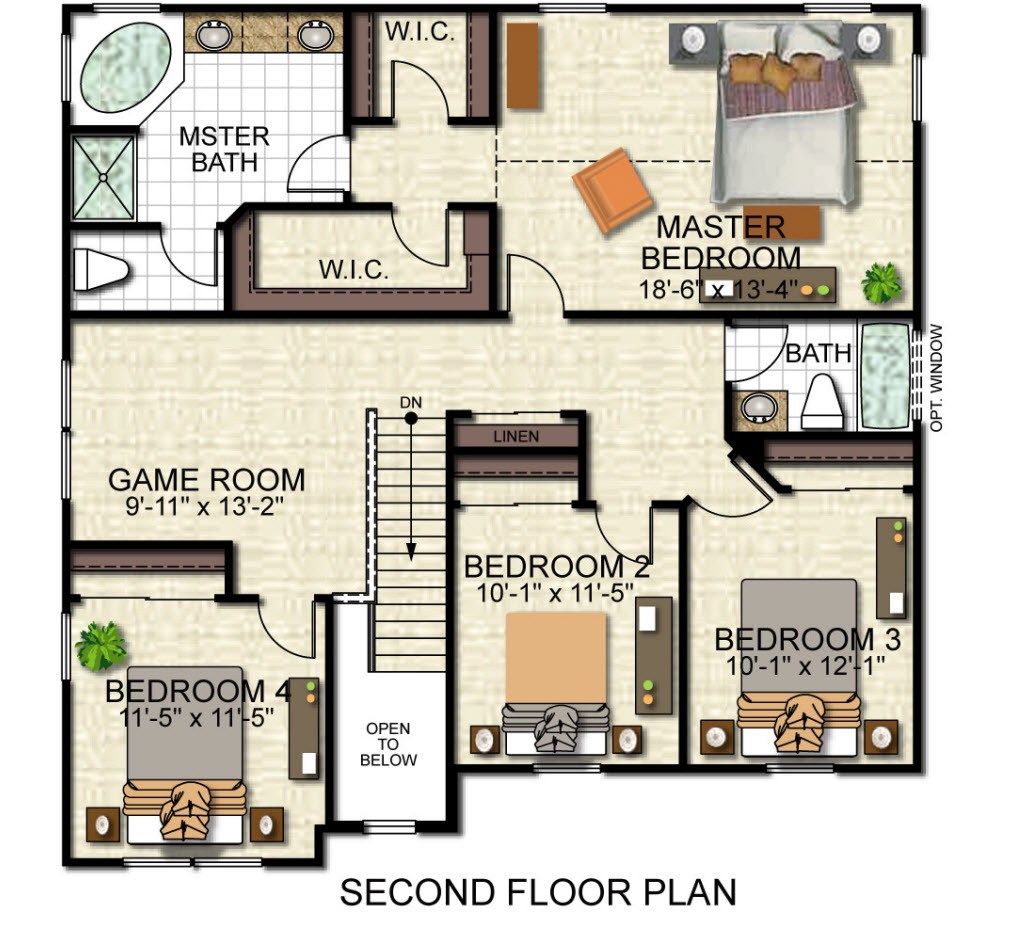 W.I.C.
MSTER
BATH
W.I.C.
MASTER
BEDROOM
18'-6" x 13'-4"
BATH
OPT. WINDOW
DN
LINEN
GAME ROOM
9'-11" x 13'-2"
BEDROOM 2
10'-1" x 11'-5"
BEDROOM 3
10'-1" x 12'-1"
BEDROOM 4
11'-5" x 11'-5"
OPEN
TO
BELOW
SECOND FLOOR PLAN